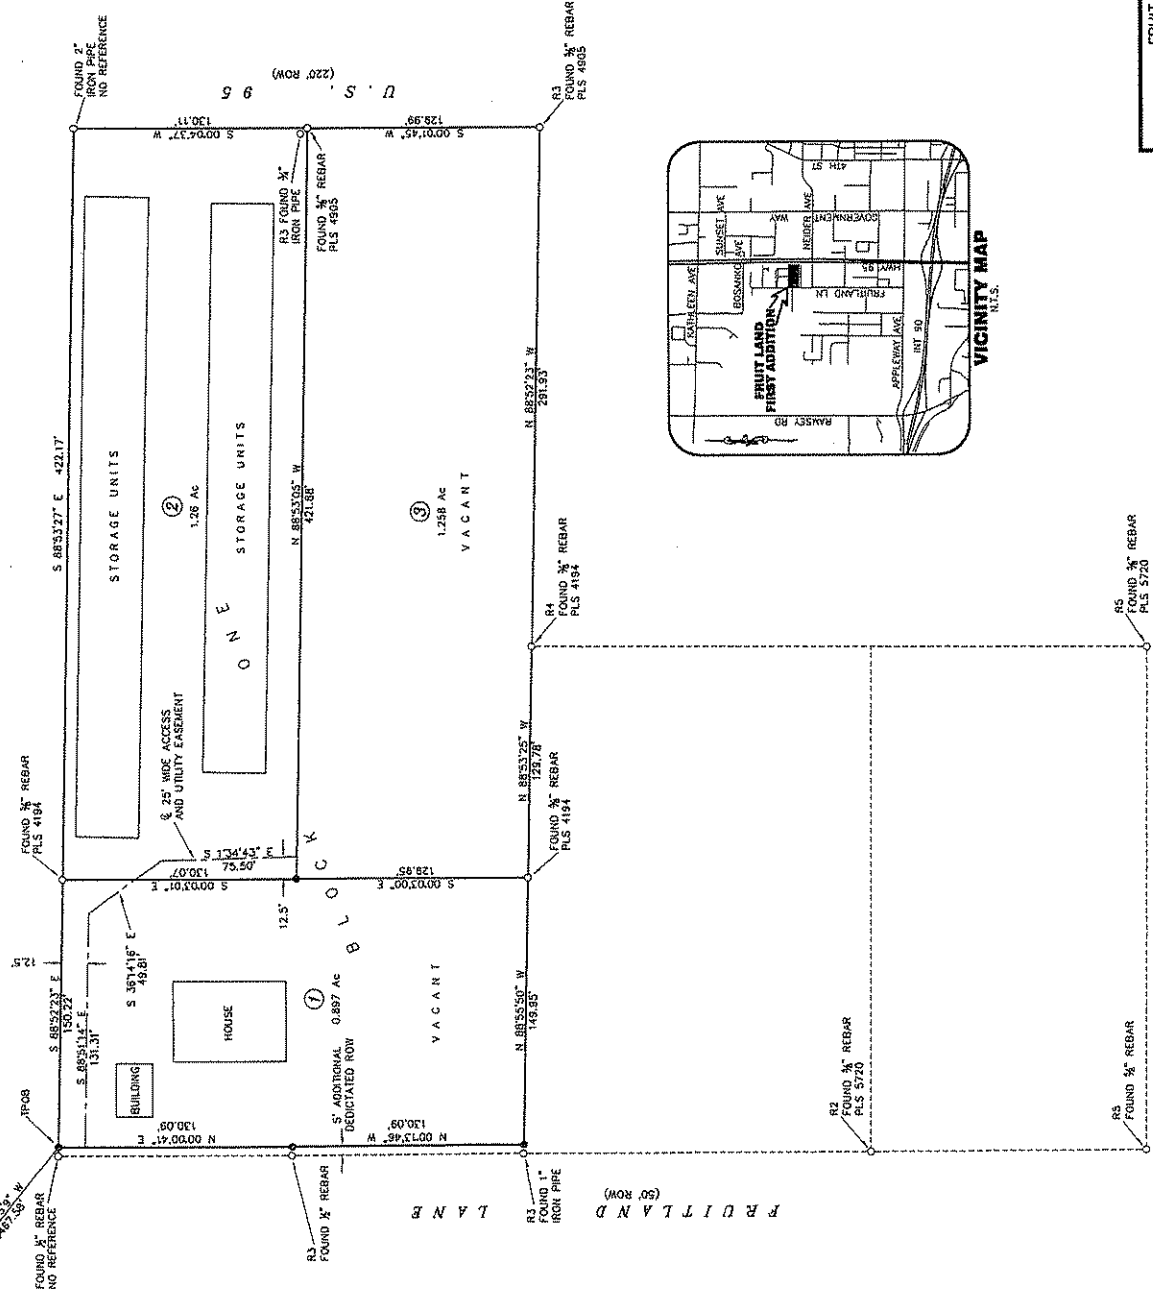 FOUND 2"
IRON PIPE
NO REFERENCE
U. S. 95
(220' ROW)
R3 FOUND 5/8" REBAR
PLS 4905
S 00°04'37" W
130.11'
S 00°01'45" W
129.99'
R3 FOUND 3/4"
IRON PIPE
FOUND 5/8" REBAR
PLS 4905
S 88°53'27" E 422.17'
STORAGE UNITS
②
1.26 Ac
STORAGE UNITS
N 88°53'05" W
421.88'
③
1.258 Ac
VACANT
N 88°52'23" W
291.93'
BLOCK ONE
℄ 25' WIDE ACCESS
AND UTILITY EASEMENT
FOUND 5/8" REBAR
PLS 4194
S 1°34'43" E
75.50'
S 00°03'01" E
130.07'
S 00°03'00" E
129.95'
12.5'
N 88°53'25" W
129.78'
R4
FOUND 5/8" REBAR
PLS 4194
FOUND 5/8" REBAR
PLS 4194
12.5'
S 88°52'23" E
150.22'
S 88°51'14" E
131.31'
S 36°14'16" E
49.81'
HOUSE
BUILDING
①
0.897 Ac
VACANT
N 88°55'50" W
149.95'
5' ADDITIONAL
DEDICTATED ROW
TPOB
N 00°00'41" E
130.09'
N 00°13'46" W
130.09'
FOUND 1/2" REBAR
NO REFERENCE
R3
FOUND 1/2" REBAR
R3
FOUND 1"
IRON PIPE
FRUITLAND LANE
(50' ROW)
R2
FOUND 5/8" REBAR
PLS 5720
R5
FOUND 5/8" REBAR
R5
FOUND 5/8" REBAR
PLS 5720
KATHLEEN AVE
SUNSET AVE
BOSANKO AVE
NEIDER AVE
4TH ST
GOVERNMENT WAY
HWY 95
FRUITLAND LN
FRUIT LAND
FIRST ADDITION
APPLEWAY AVE
INT 90
RAMSEY RD
VICINITY MAP
N.T.S.